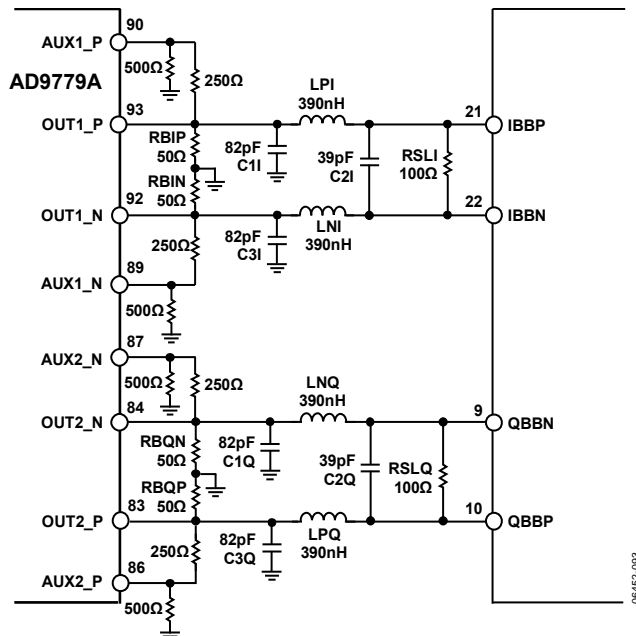 90
AUX1_P
500Ω
250Ω
AD9779A
LPI
390nH
93
21
OUT1_P
IBBP
RBIP
50Ω
82pF
C1I
39pF
C2I
RSLI
100Ω
RBIN
50Ω
92
22
OUT1_N
IBBN
250Ω
82pF
C3I
LNI
390nH
89
AUX1_N
500Ω
87
AUX2_N
500Ω
250Ω
LNQ
390nH
84
9
OUT2_N
QBBN
RBQN
50Ω
82pF
C1Q
39pF
C2Q
RSLQ
100Ω
RBQP
50Ω
83
10
OUT2_P
QBBP
250Ω
82pF
C3Q
LPQ
390nH
86
AUX2_P
500Ω
06452-093